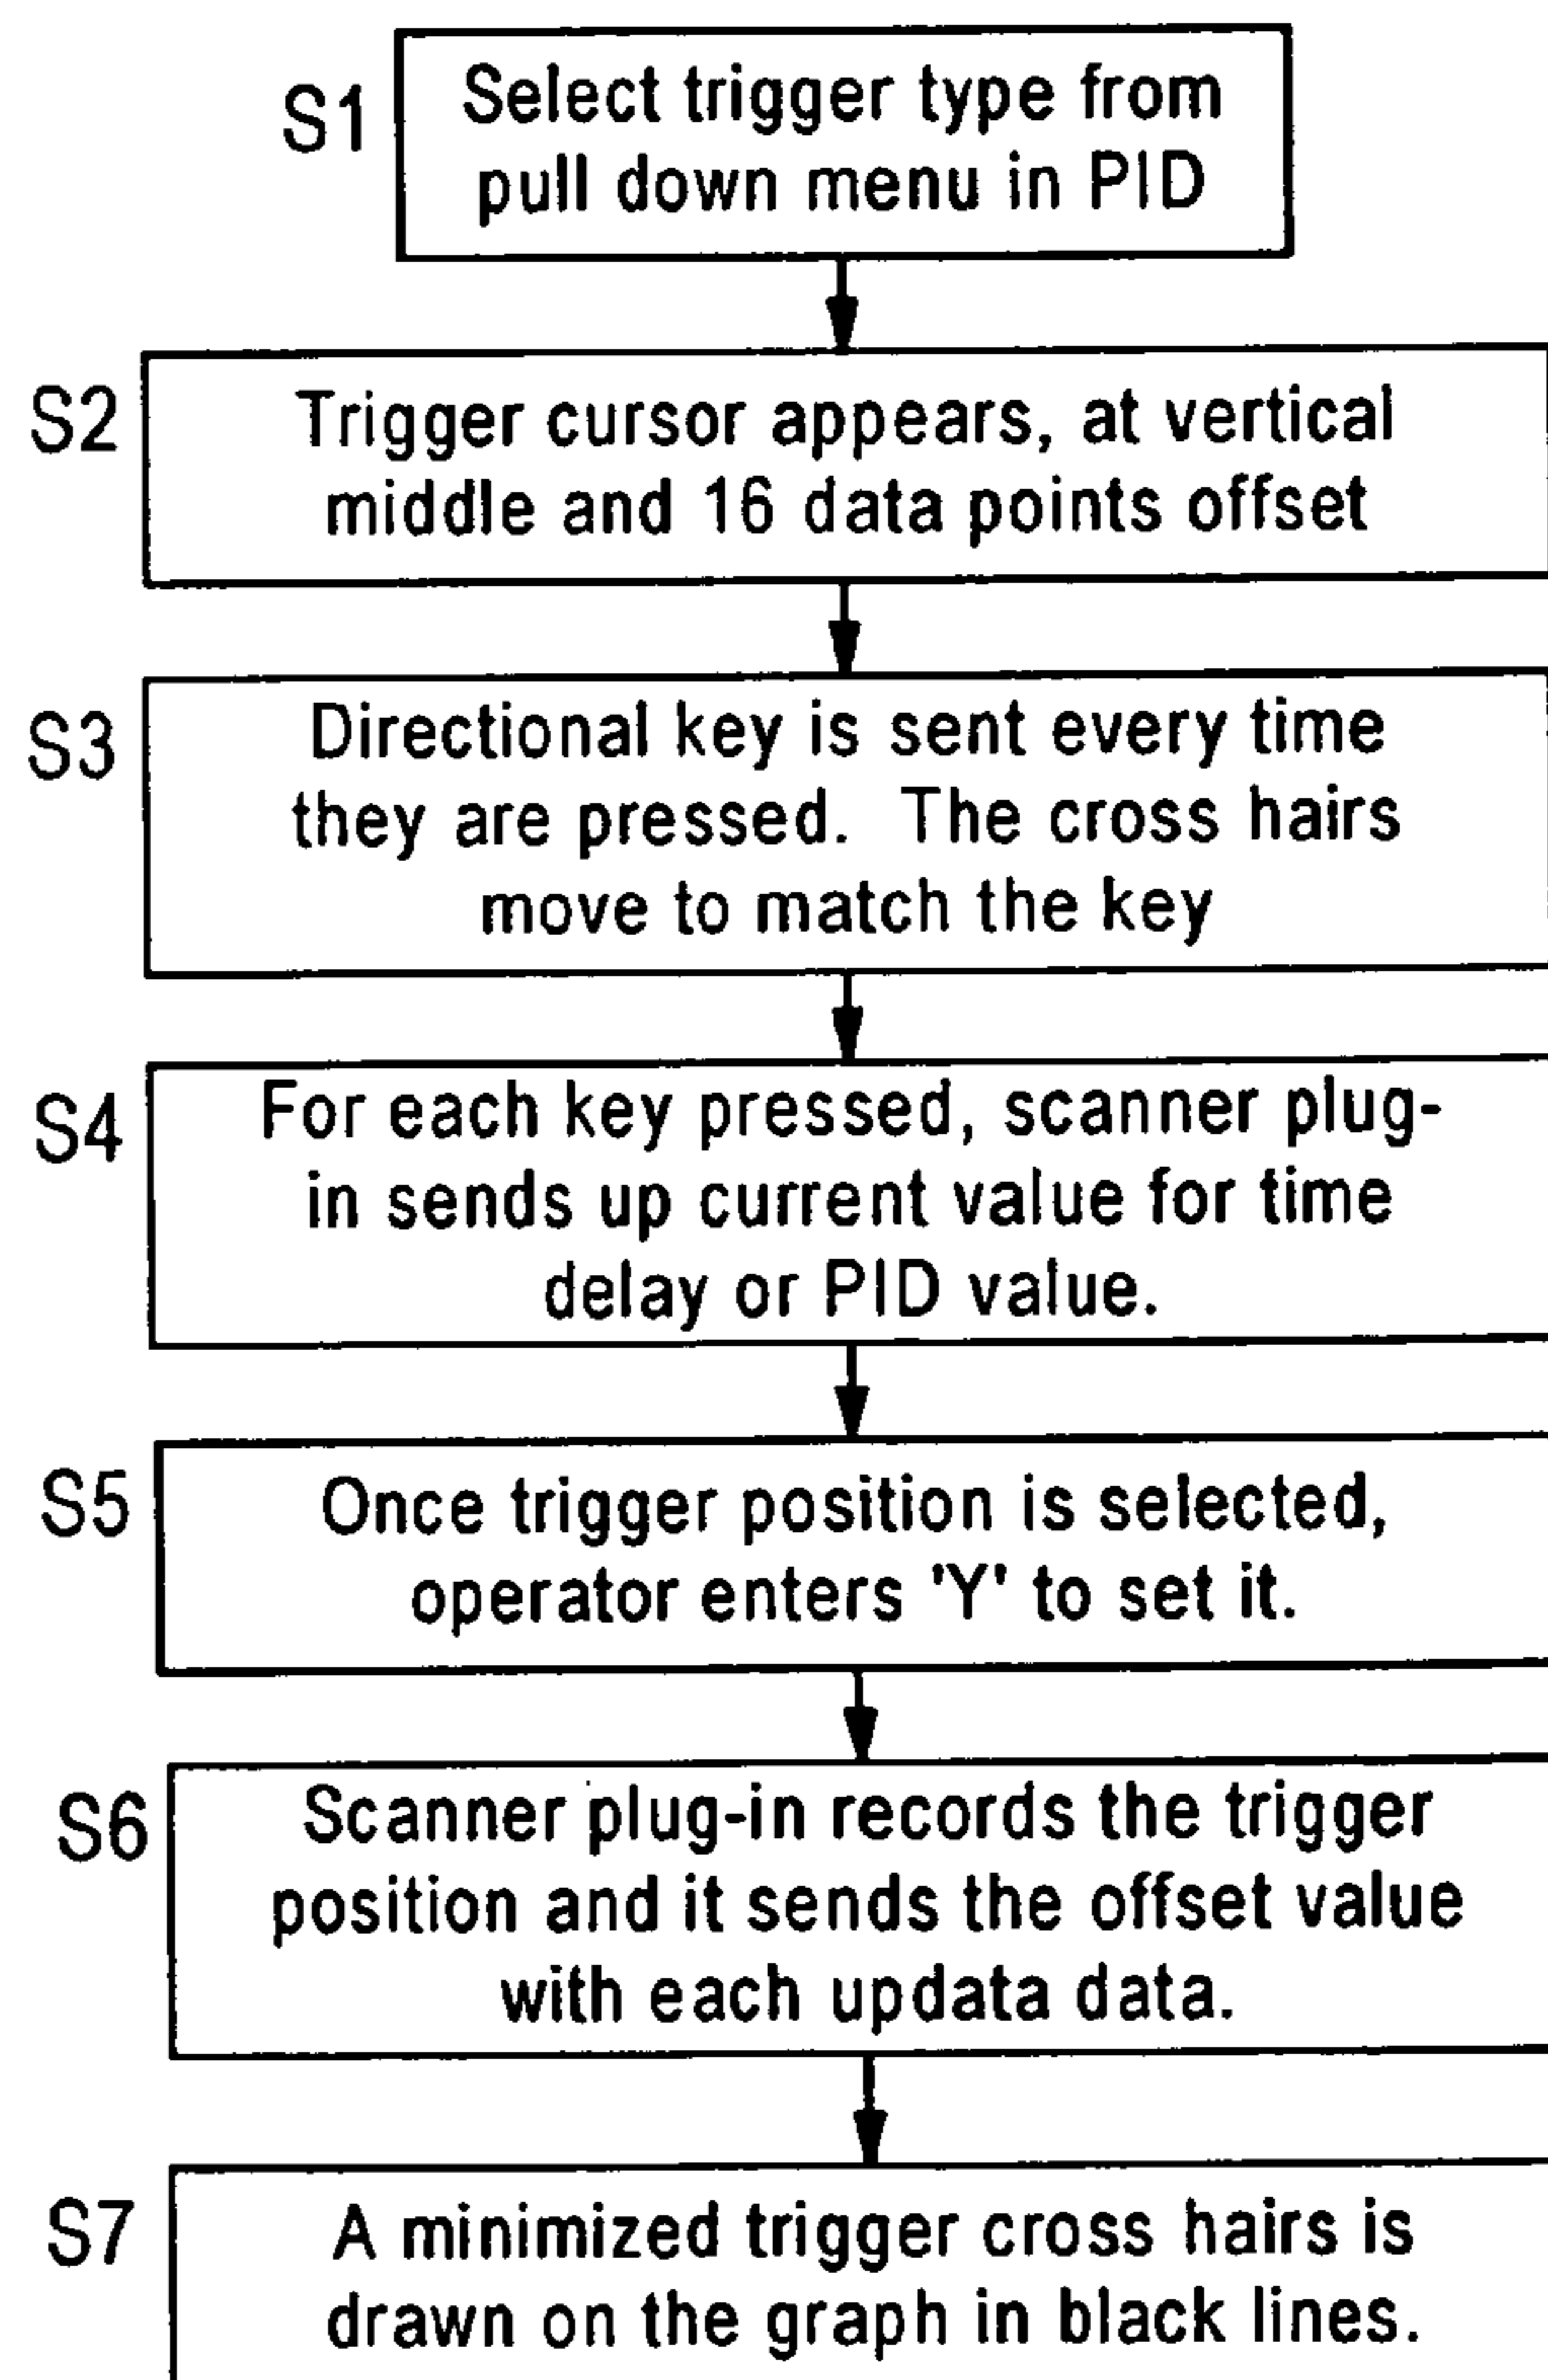 S1
Select trigger type from
pull down menu in PID
S2
Trigger cursor appears, at vertical
middle and 16 data points offset
S3
Directional key is sent every time
they are pressed. The cross hairs
move to match the key
S4
For each key pressed, scanner plug-
in sends up current value for time
delay or PID value.
S5
Once trigger position is selected,
operator enters 'Y' to set it.
S6
Scanner plug-in records the trigger
position and it sends the offset value
with each updata data.
S7
A minimized trigger cross hairs is
drawn on the graph in black lines.